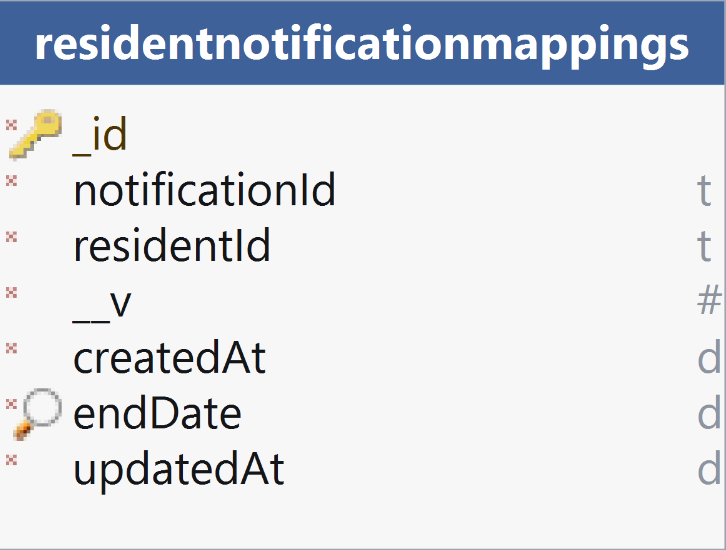 residentnotificationmappings
_id
notificationId t
residentId t
__v #
createdAt d
endDate d
updatedAt d